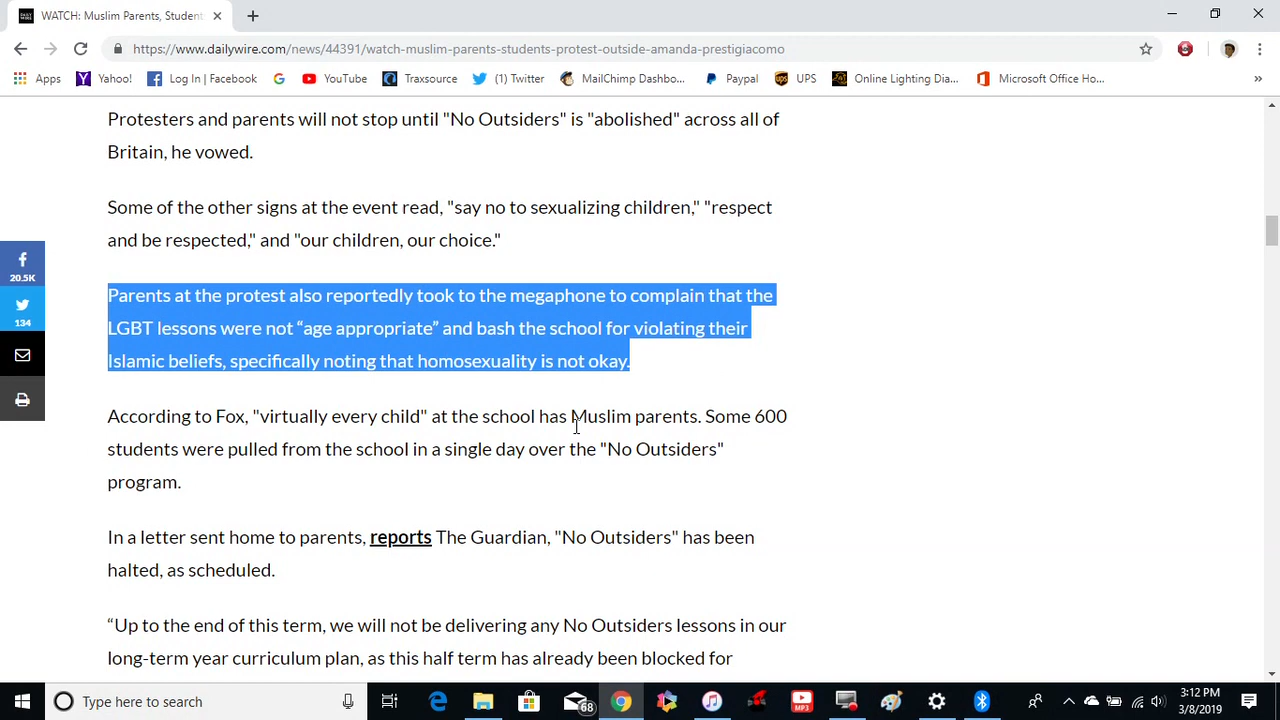 DAILY WIRE
WATCH: Muslim Parents, Student
https://www.dailywire.com/news/44391/watch-muslim-parents-students-protest-outside-amanda-prestigiacomo
Apps Yahoo! Log In | Facebook YouTube Traxsource (1) Twitter MailChimp Dashbo... Paypal UPS Online Lighting Dia... Microsoft Office Ho... »
Protesters and parents will not stop until "No Outsiders" is "abolished" across all of
Britain, he vowed.
Some of the other signs at the event read, "say no to sexualizing children," "respect
and be respected," and "our children, our choice."
20.5K
134
Parents at the protest also reportedly took to the megaphone to complain that the
LGBT lessons were not “age appropriate” and bash the school for violating their
Islamic beliefs, specifically noting that homosexuality is not okay.
According to Fox, "virtually every child" at the school has Muslim parents. Some 600
students were pulled from the school in a single day over the "No Outsiders"
program.
In a letter sent home to parents, reports The Guardian, "No Outsiders" has been
halted, as scheduled.
“Up to the end of this term, we will not be delivering any No Outsiders lessons in our
long-term year curriculum plan, as this half term has already been blocked for
Type here to search
68
MP3
3:12 PM
3/8/2019